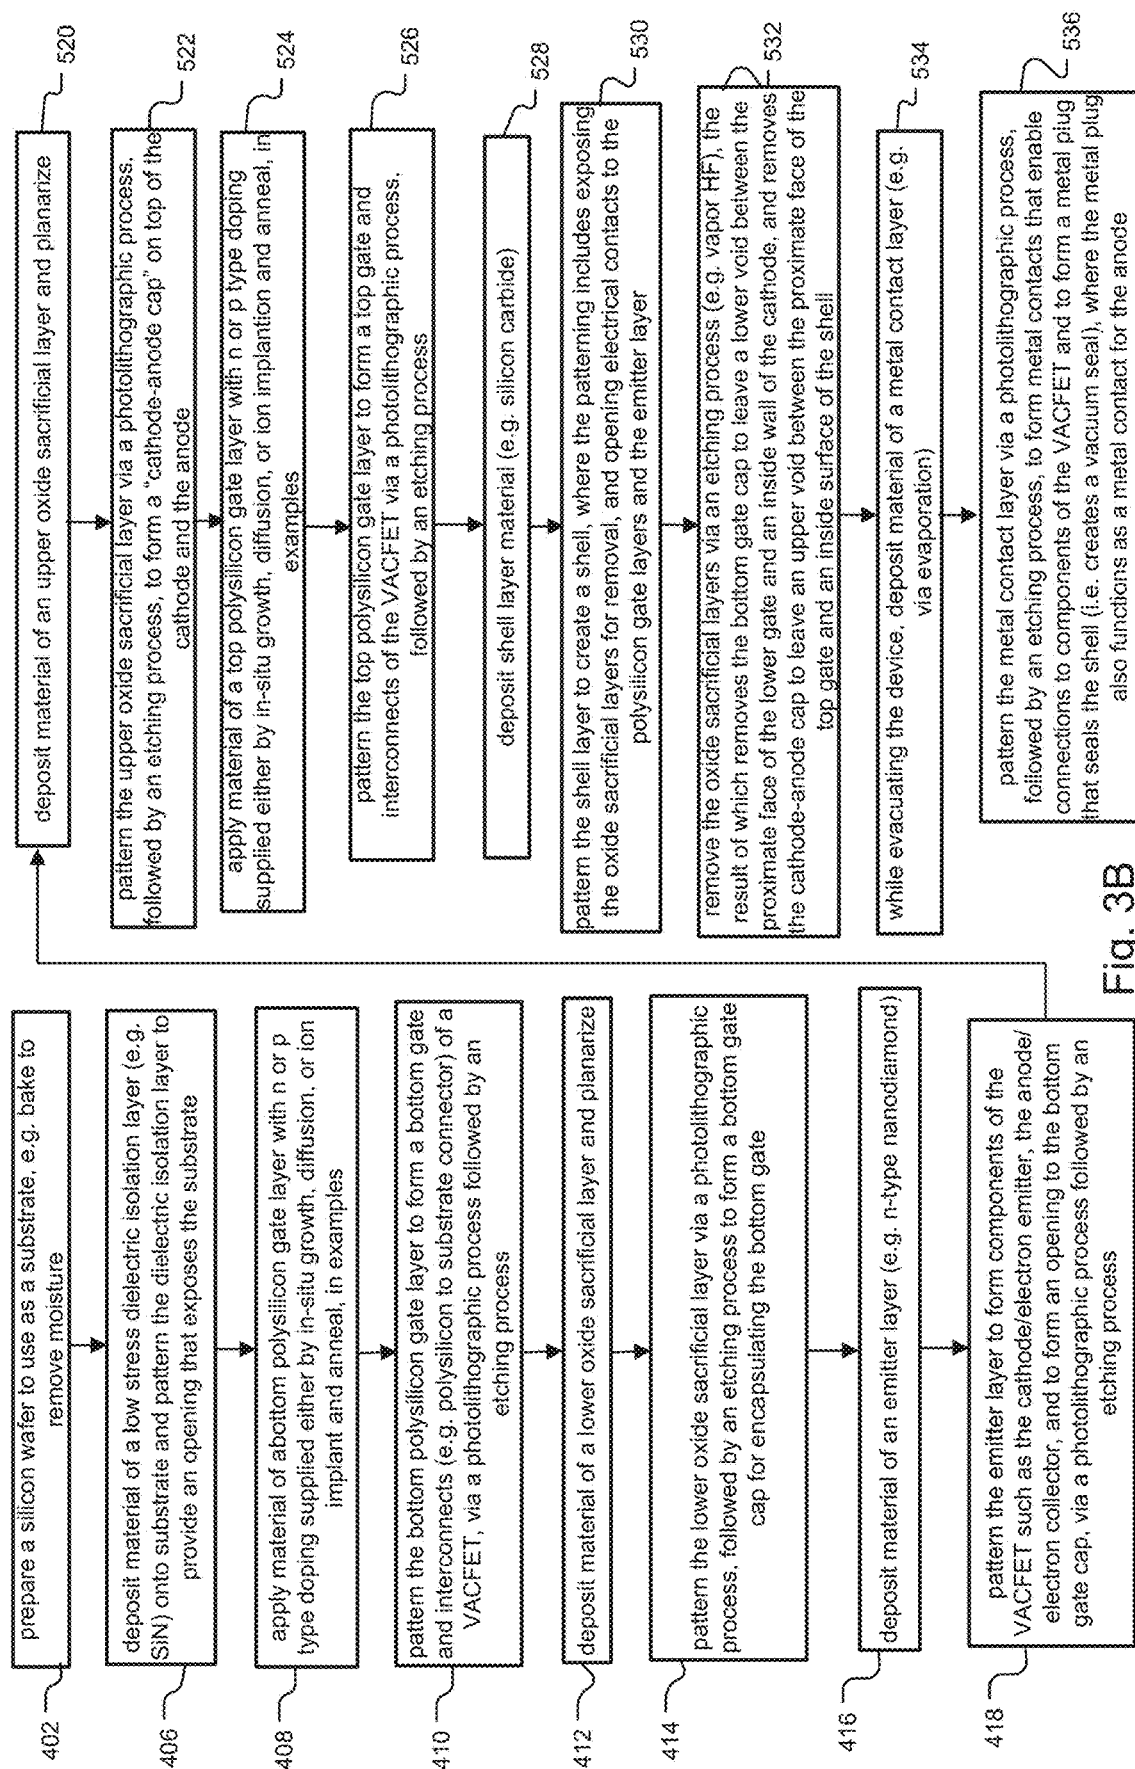 402
prepare a silicon wafer to use as a substrate, e.g. bake to
remove moisture
406
deposit material of a low stress dielectric isolation layer (e.g.
SiN) onto substrate and pattern the dielectric isolation layer to
provide an opening that exposes the substrate
408
apply material of abottom polysilicon gate layer with n or p
type doping supplied either by in-situ growth, diffusion, or ion
implant and anneal, in examples
410
pattern the bottom polysilicon gate layer to form a bottom gate
and interconnects (e.g. polysilicon to substrate connector) of a
VACFET, via a photolithographic process followed by an
etching process
412
deposit material of a lower oxide sacrificial layer and planarize
414
pattern the lower oxide sacrificial layer via a photolithographic
process, followed by an etching process to form a bottom gate
cap for encapsulating the bottom gate
416
deposit material of an emitter layer (e.g. n-type nanodiamond)
418
pattern the emitter layer to form components of the
VACFET such as the cathode/electron emitter, the anode/
electron collector, and to form an opening to the bottom
gate cap, via a photolithographic process followed by an
etching process
520
deposit material of an upper oxide sacrificial layer and planarize
522
pattern the upper oxide sacrificial layer via a photolithographic process,
followed by an etching process, to form a "cathode-anode cap" on top of the
cathode and the anode
524
apply material of a top polysilicon gate layer with n or p type doping
supplied either by in-situ growth, diffusion, or ion implantion and anneal, in
examples
526
pattern the top polysilicon gate layer to form a top gate and
interconnects of the VACFET via a photolithographic process,
followed by an etching process
528
deposit shell layer material (e.g. silicon carbide)
530
pattern the shell layer to create a shell, where the patterning includes exposing
the oxide sacrificial layers for removal, and opening electrical contacts to the
polysilicon gate layers and the emitter layer
532
remove the oxide sacrificial layers via an etching process (e.g. vapor HF), the
result of which removes the bottom gate cap to leave a lower void between the
proximate face of the lower gate and an inside wall of the cathode, and removes
the cathode-anode cap to leave an upper void between the proximate face of the
top gate and an inside surface of the shell
534
while evacuating the device, deposit material of a metal contact layer (e.g.
via evaporation)
536
pattern the metal contact layer via a photolithographic process,
followed by an etching process, to form metal contacts that enable
connections to components of the VACFET and to form a metal plug
that seals the shell (i.e. creates a vacuum seal), where the metal plug
also functions as a metal contact for the anode
Fig. 3B